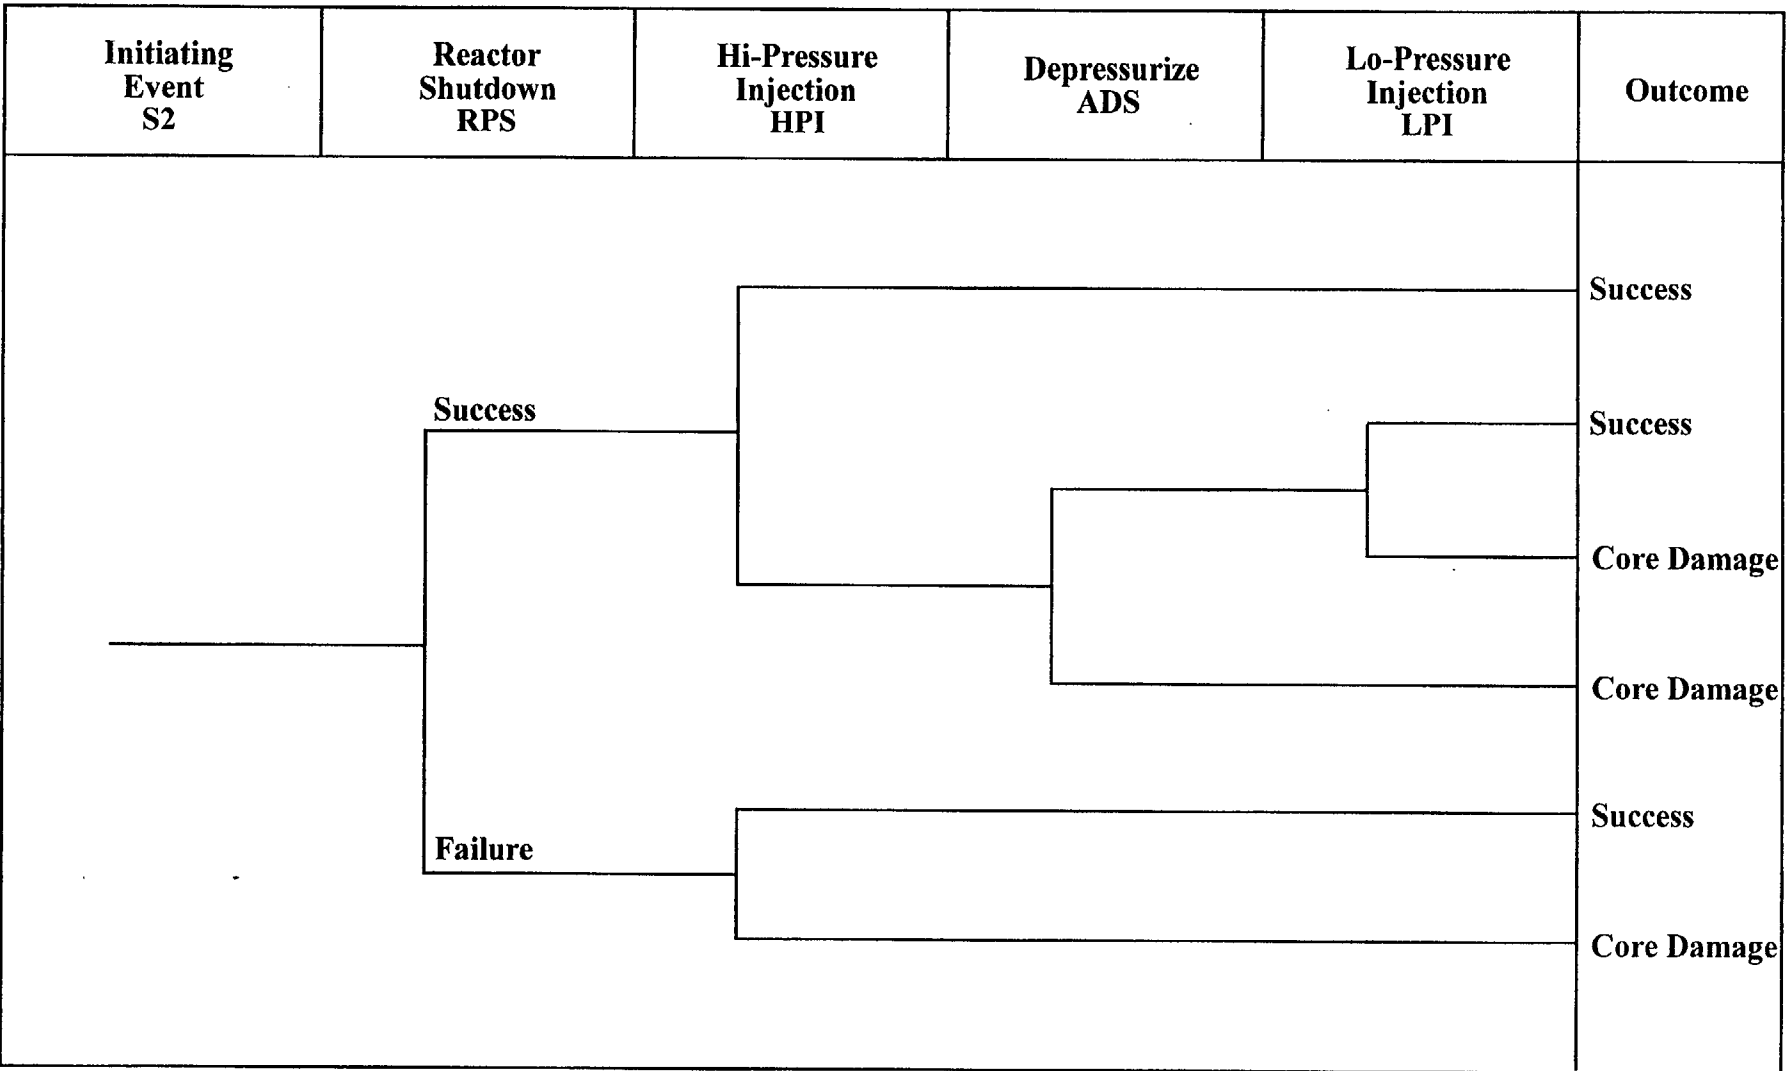 Initiating
Event
S2
Reactor
Shutdown
RPS
Hi-Pressure
Injection
HPI
Depressurize
ADS
Lo-Pressure
Injection
LPI
Outcome
Success
Success
Success
Core Damage
Core Damage
Success
Failure
Core Damage